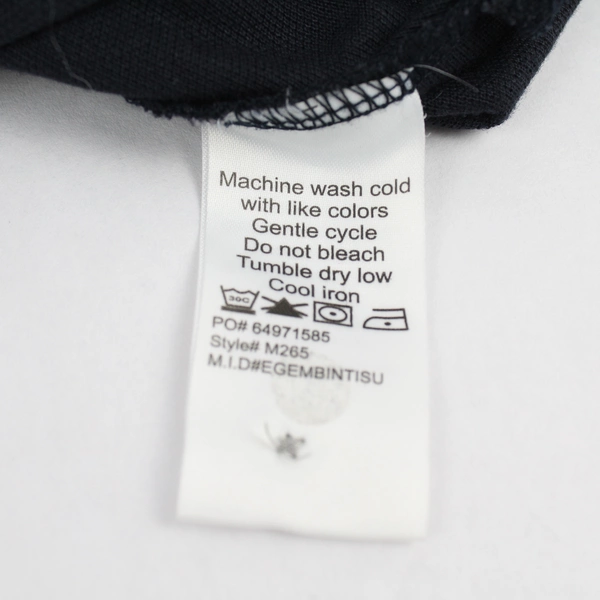 Machine wash cold
with like colors
Gentle cycle
Do not bleach
Tumble dry low
Cool iron
30C
PO# 64971585
Style# M265
M.I.D#EGEMBINTISU